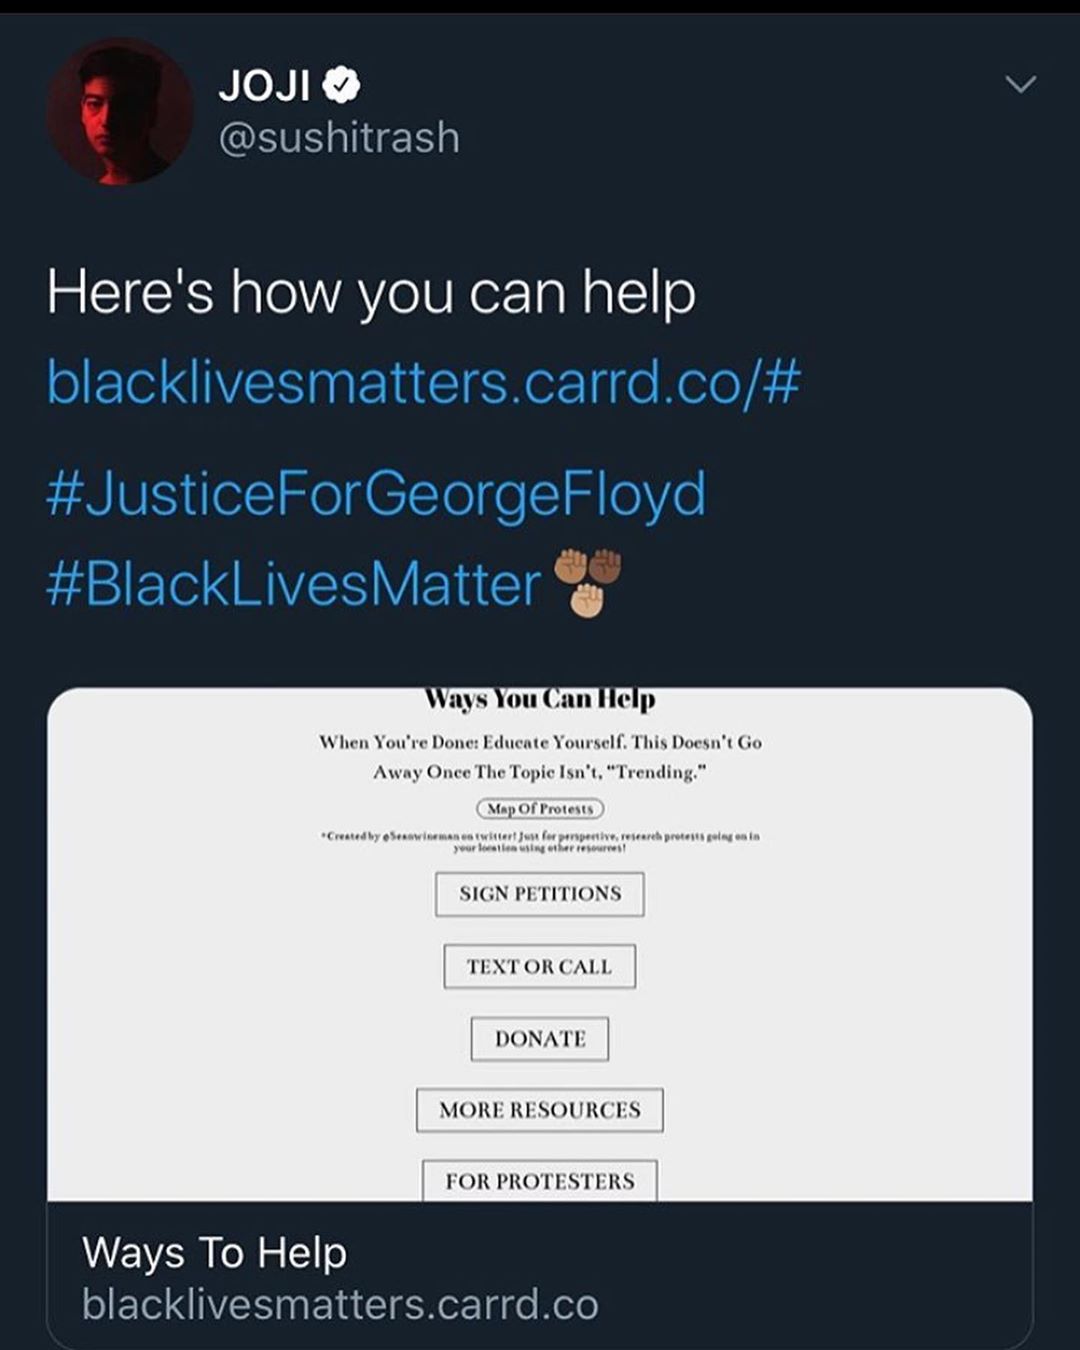 JOJI
@sushitrash
Here's how you can help
blacklivesmatters.carrd.co/#
#JusticeForGeorgeFloyd
#BlackLivesMatter
Ways You Can Help
When You're Done: Educate Yourself. This Doesn't Go
Away Once The Topic Isn't, “Trending.”
Map Of Protests
*Created by @Seanwineman on twitter! Just for perspective, research protests going on in
your location using other resources!
SIGN PETITIONS
TEXT OR CALL
DONATE
MORE RESOURCES
FOR PROTESTERS
Ways To Help
blacklivesmatters.carrd.co